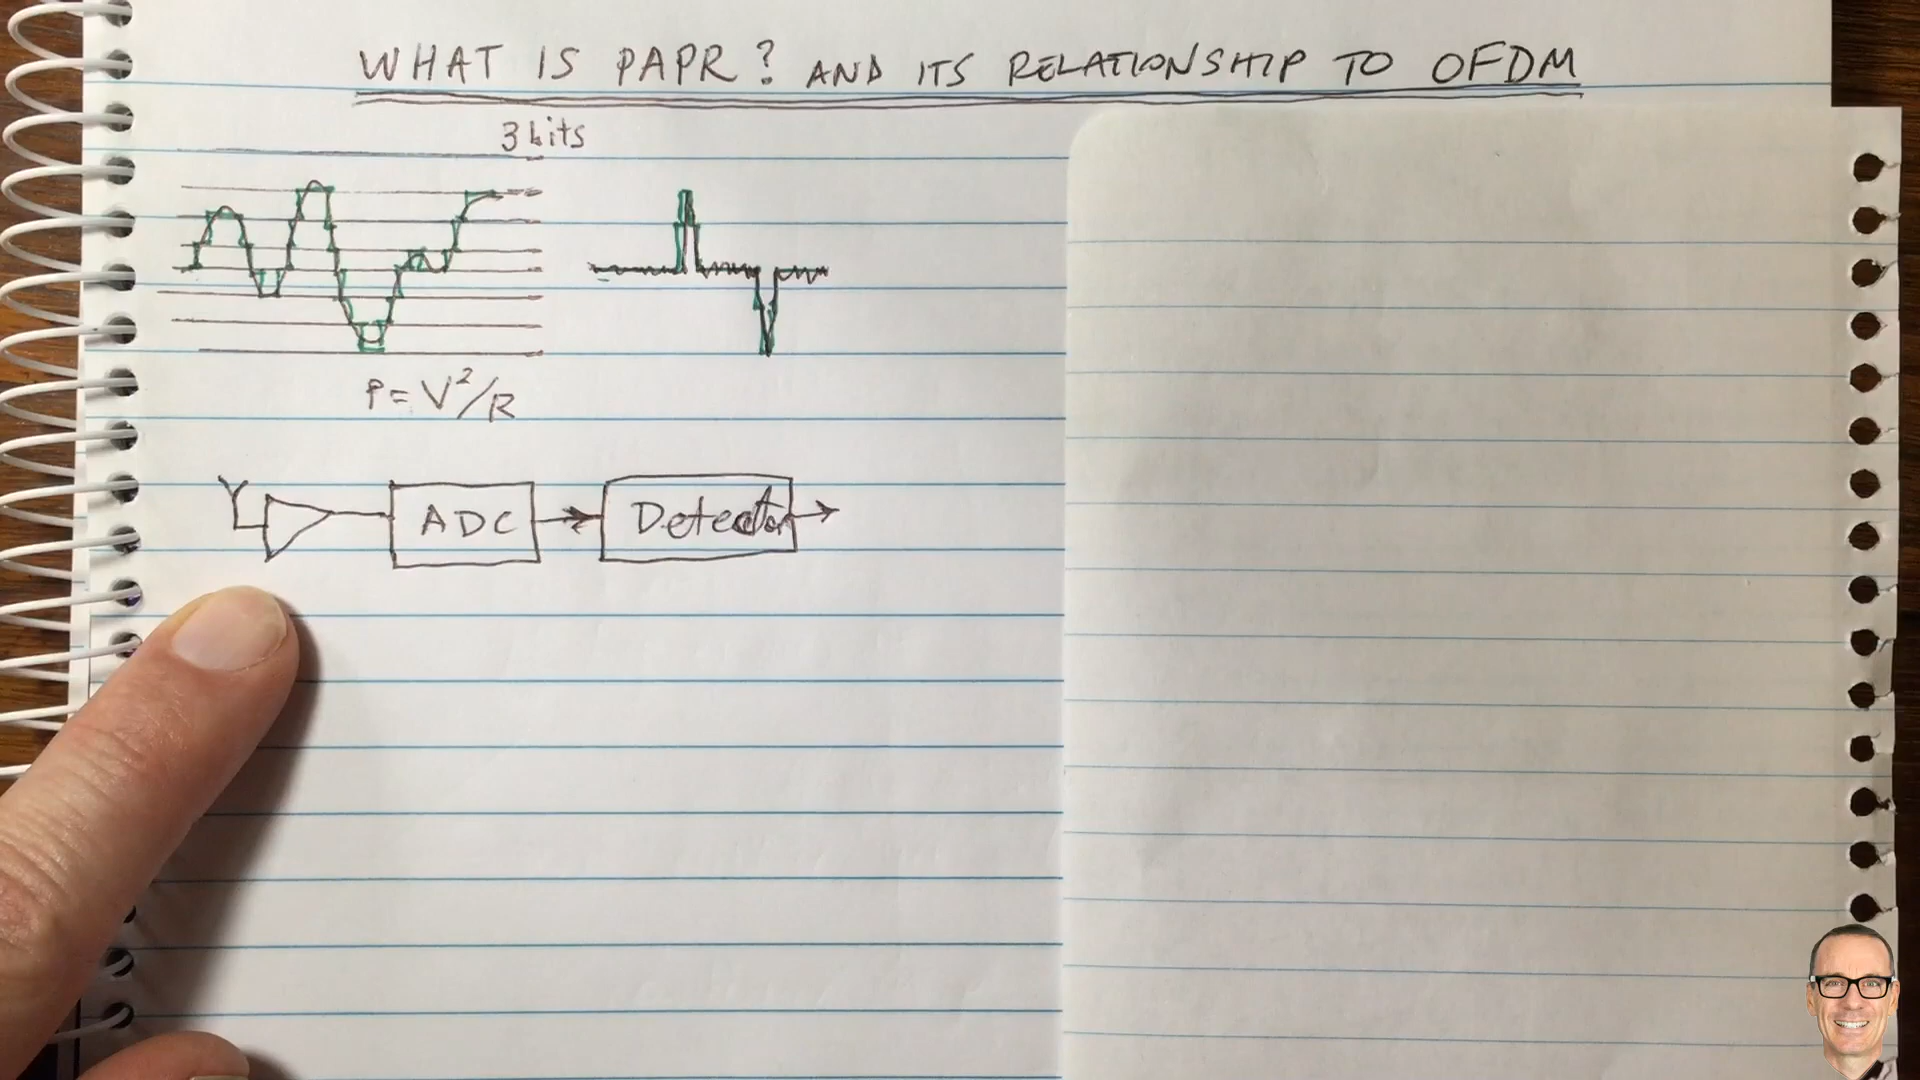 WHAT IS PAPR? AND ITS RELATIONSHIP TO OFDM
3 bits
P = V²/R
ADC
Detector